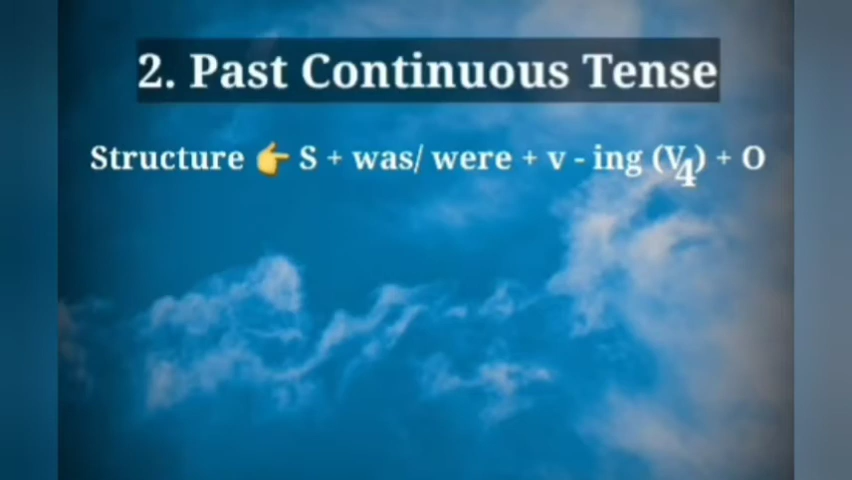 2. Past Continuous Tense
Structure 👉 S + was/ were + v - ing (V4) + O